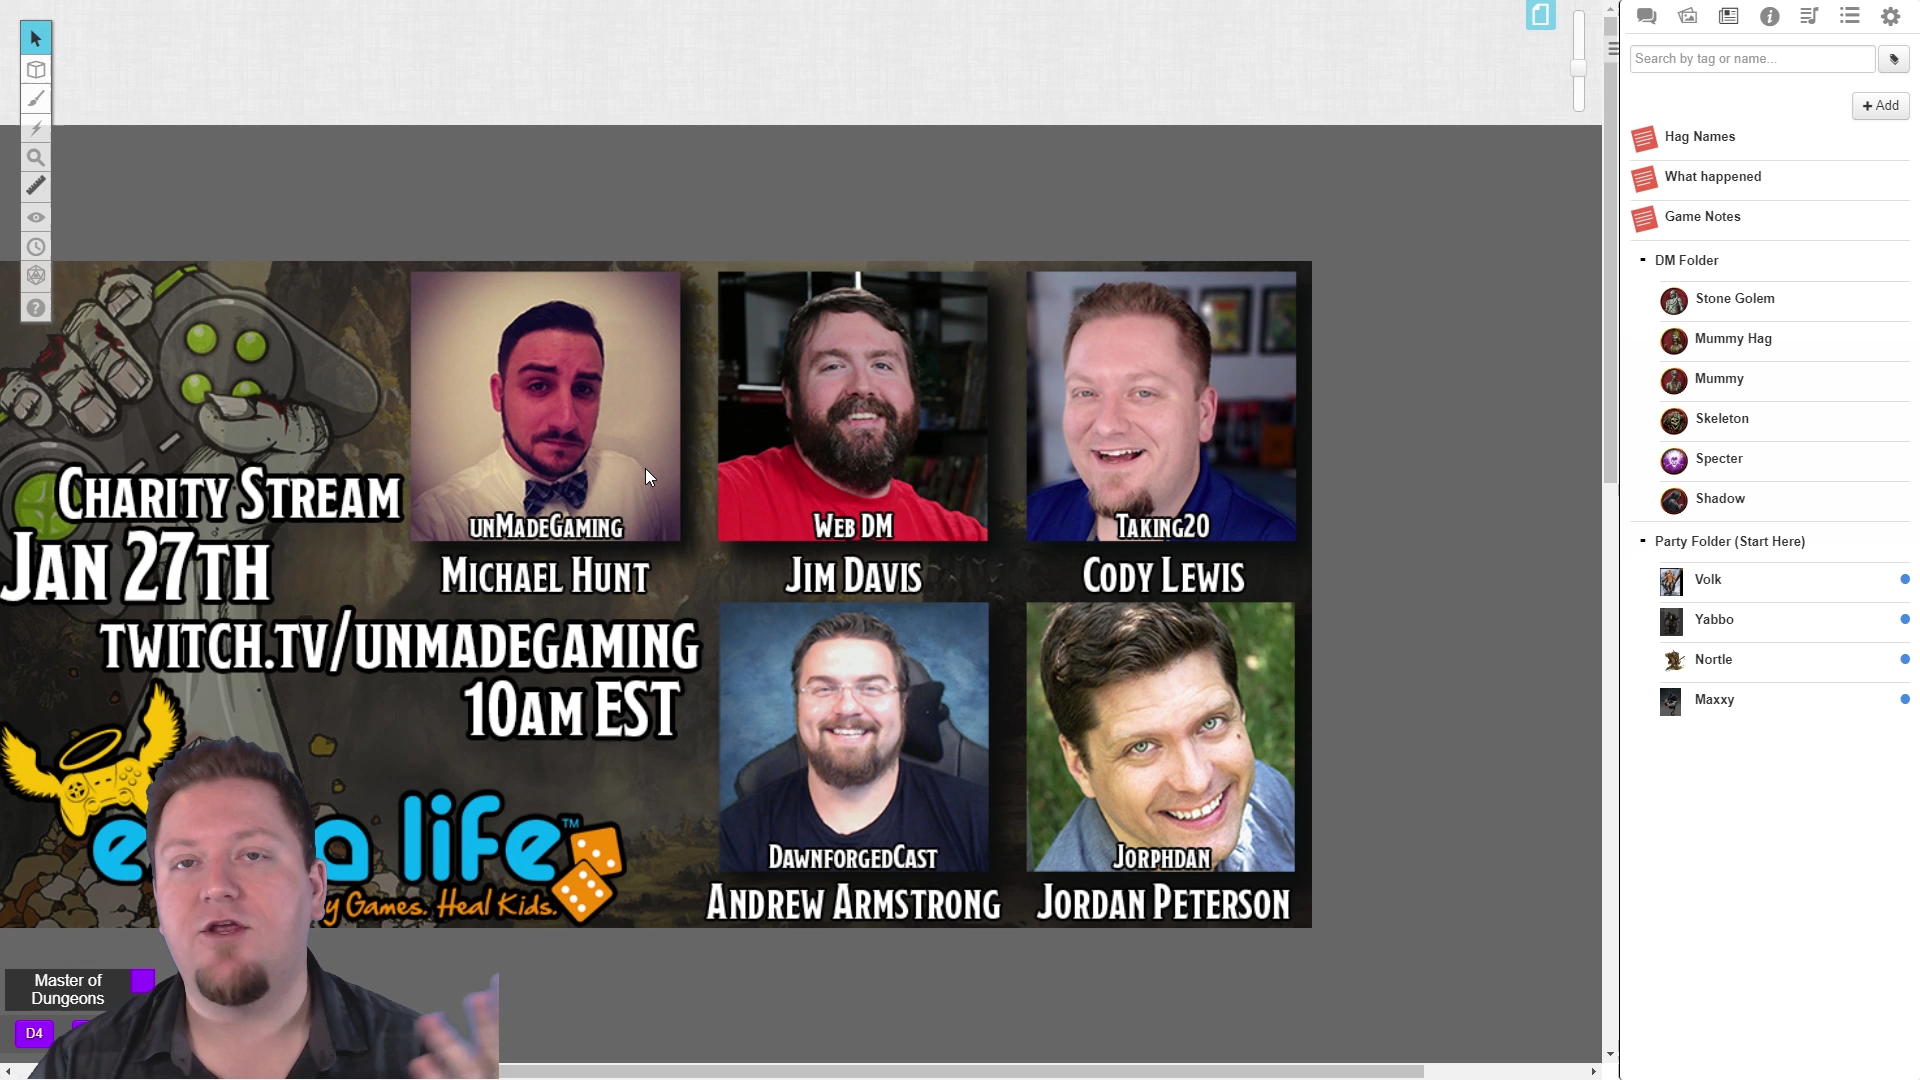 Search by tag or name...
+ Add
Hag Names
What happened
Game Notes
DM Folder
Stone Golem
Mummy Hag
Mummy
Skeleton
Specter
Shadow
Party Folder (Start Here)
Volk
Yabbo
Nortle
Maxxy
Charity Stream
Jan 27th
twitch.tv/unmadegaming
10am EST
unMadeGaming
Michael Hunt
Web DM
Jim Davis
Taking20
Cody Lewis
DawnforgedCast
Andrew Armstrong
Jorphdan
Jordan Peterson
life™
Games. Heal Kids.
Master of
Dungeons
D4